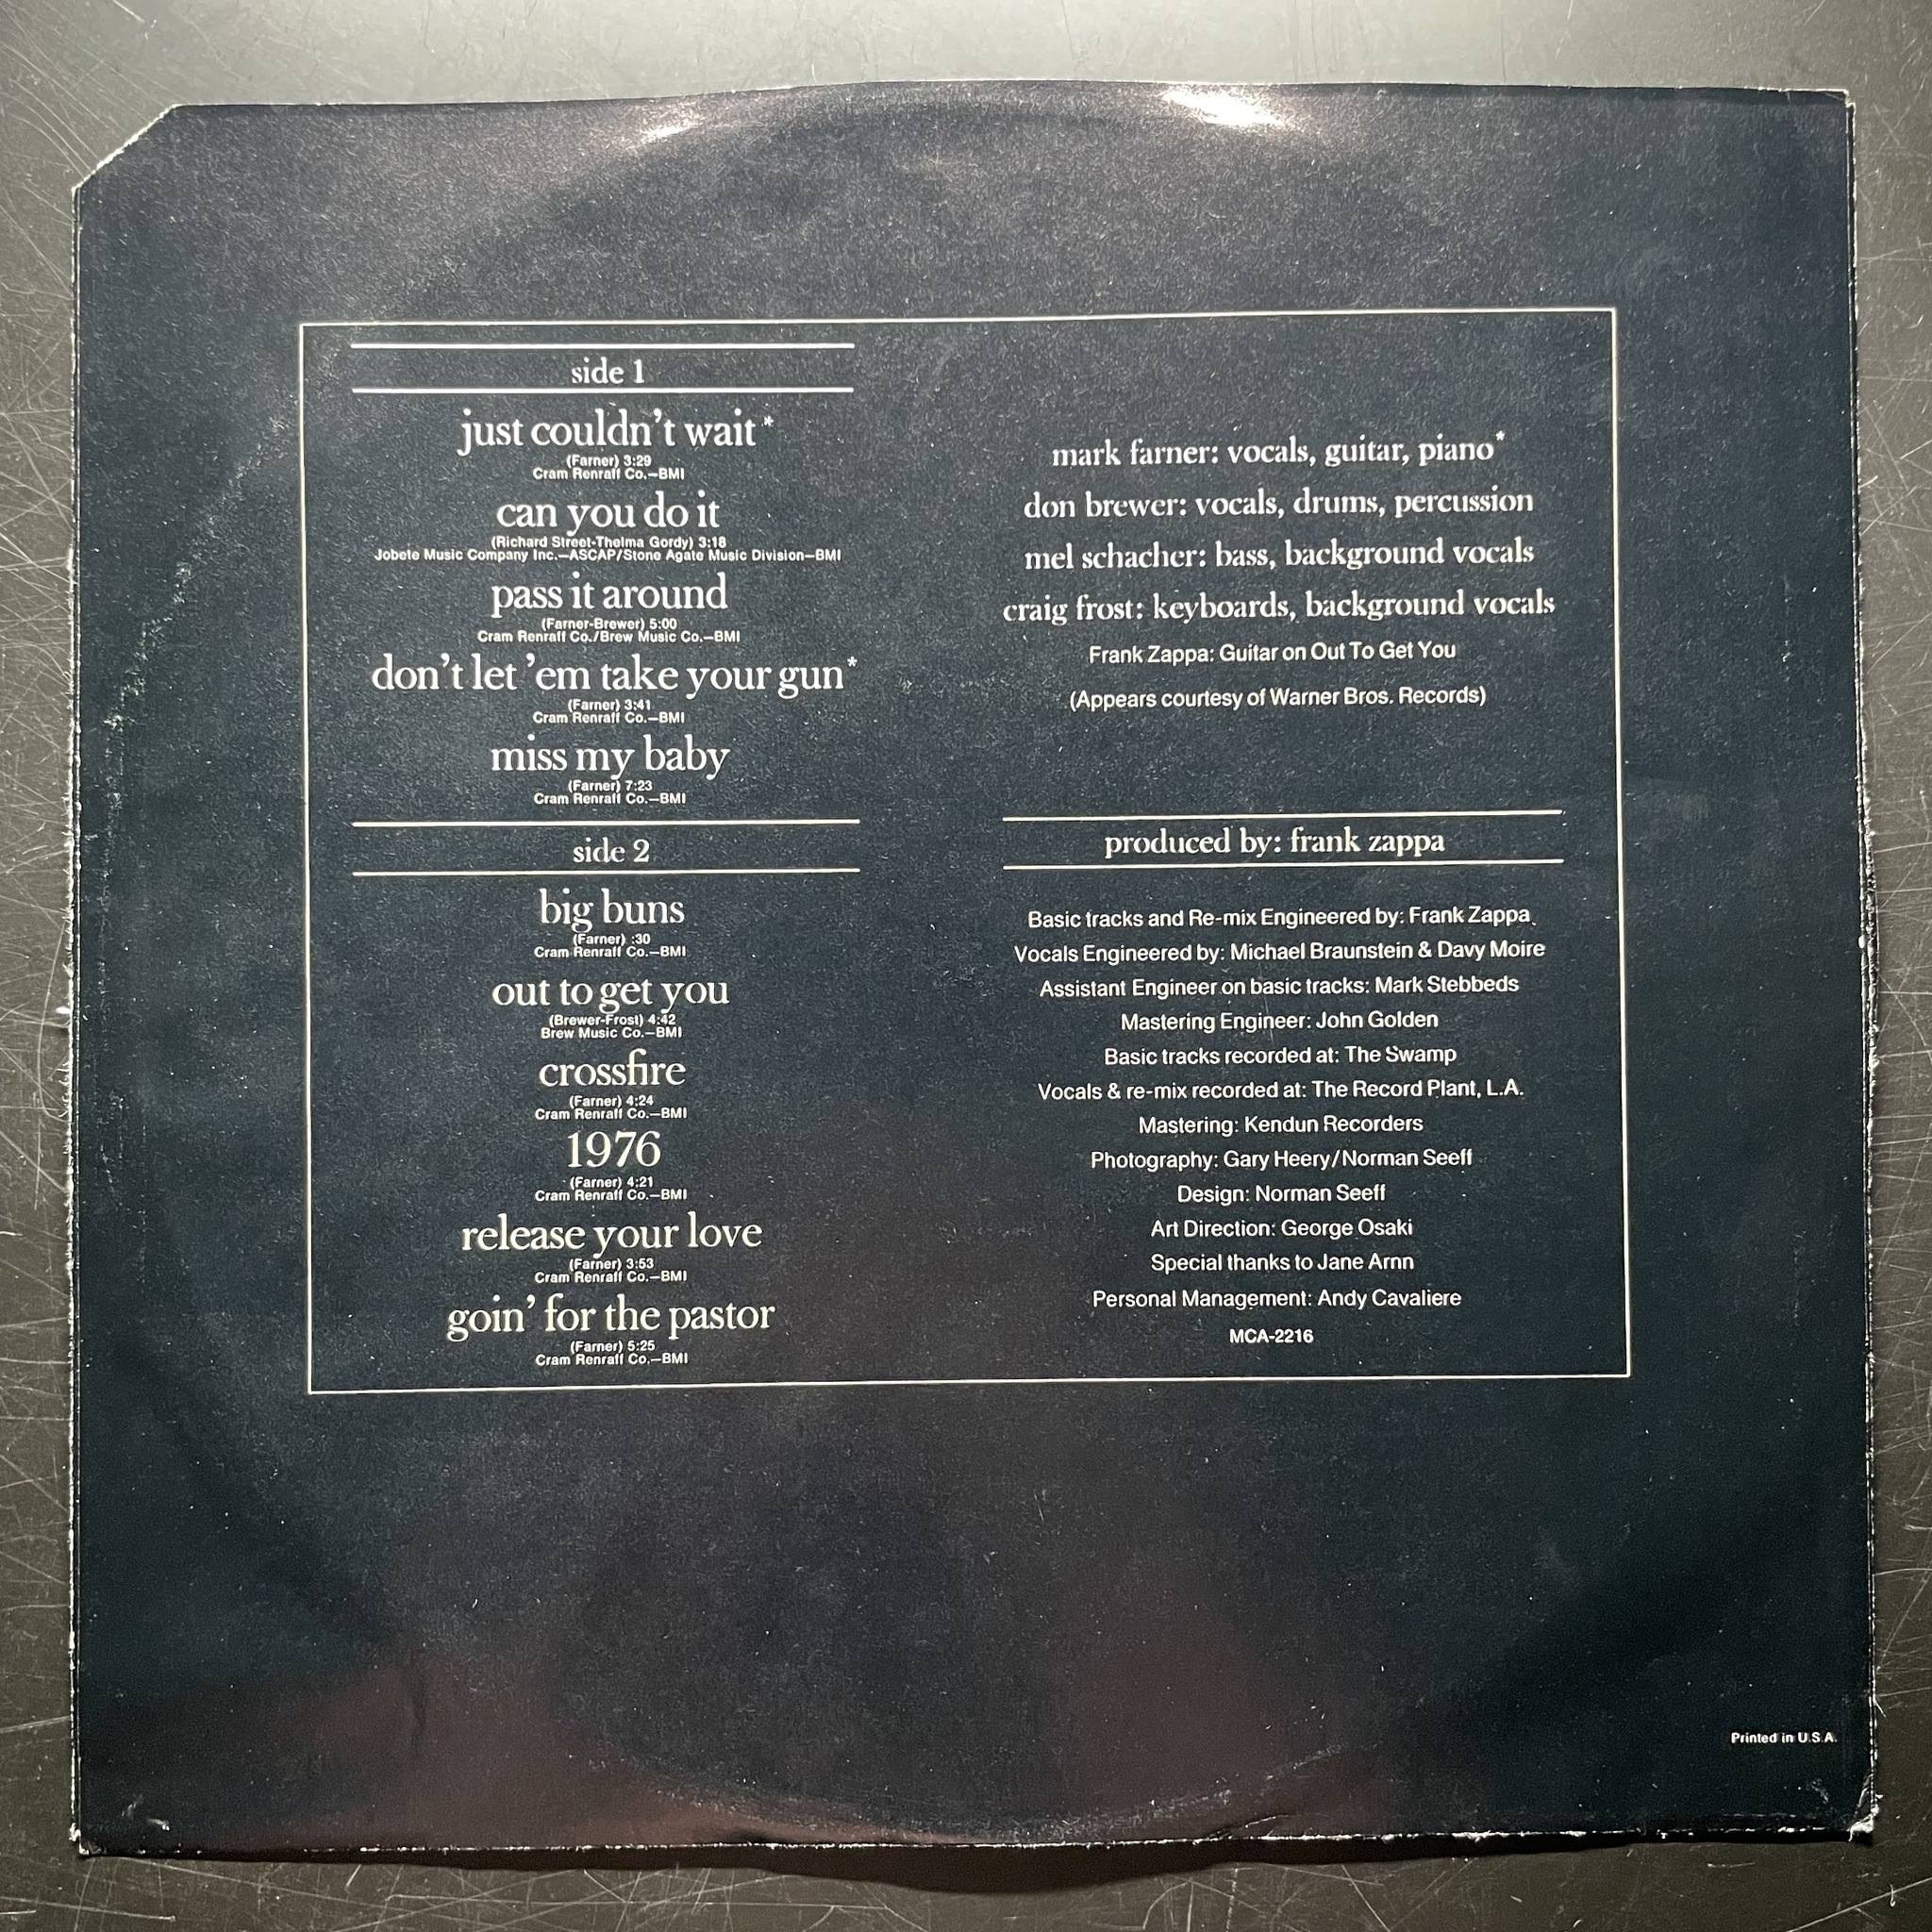 side 1
just couldn't wait*
(Farner) 3:29
Cram Renraff Co.—BMI
can you do it
(Richard Street-Thelma Gordy) 3:18
Jobete Music Company Inc.—ASCAP/Stone Agate Music Division—BMI
pass it around
(Farner-Brewer) 5:00
Cram Renraff Co./Brew Music Co.—BMI
don't let 'em take your gun*
(Farner) 3:41
Cram Renraff Co.—BMI
miss my baby
(Farner) 7:23
Cram Renraff Co.—BMI
side 2
big buns
(Farner) :30
Cram Renraff Co.—BMI
out to get you
(Brewer-Frost) 4:42
Brew Music Co.—BMI
crossfire
(Farner) 4:24
Cram Renraff Co.—BMI
1976
(Farner) 4:21
Cram Renraff Co.—BMI
release your love
(Farner) 3:53
Cram Renraff Co.—BMI
goin' for the pastor
(Farner) 5:25
Cram Renraff Co.—BMI
mark farner: vocals, guitar, piano*
don brewer: vocals, drums, percussion
mel schacher: bass, background vocals
craig frost: keyboards, background vocals
Frank Zappa: Guitar on Out To Get You
(Appears courtesy of Warner Bros. Records)
produced by: frank zappa
Basic tracks and Re-mix Engineered by: Frank Zappa
Vocals Engineered by: Michael Braunstein & Davy Moire
Assistant Engineer on basic tracks: Mark Stebbeds
Mastering Engineer: John Golden
Basic tracks recorded at: The Swamp
Vocals & re-mix recorded at: The Record Plant, L.A.
Mastering: Kendun Recorders
Photography: Gary Heery/Norman Seeff
Design: Norman Seeff
Art Direction: George Osaki
Special thanks to Jane Arnn
Personal Management: Andy Cavaliere
MCA-2216
Printed in U.S.A.